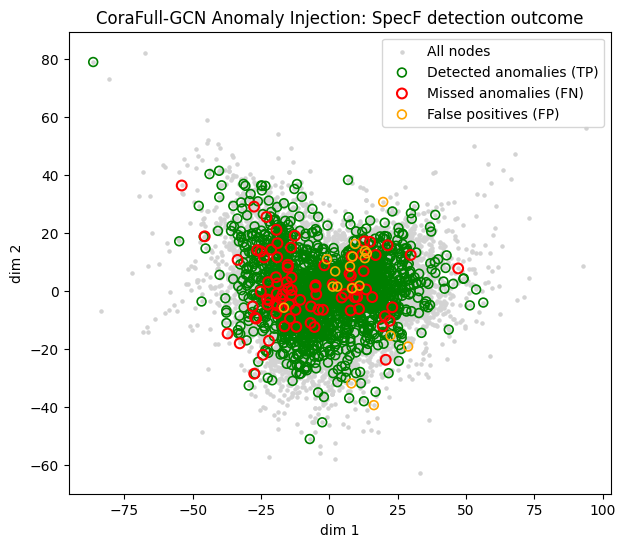 CoraFull-GCN Anomaly Injection: SpecF detection outcome
All nodes
Detected anomalies (TP)
Missed anomalies (FN)
False positives (FP)
dim 2
80
60
40
20
0
−20
−40
−60
−75
−50
−25
0
25
50
75
100
dim 1